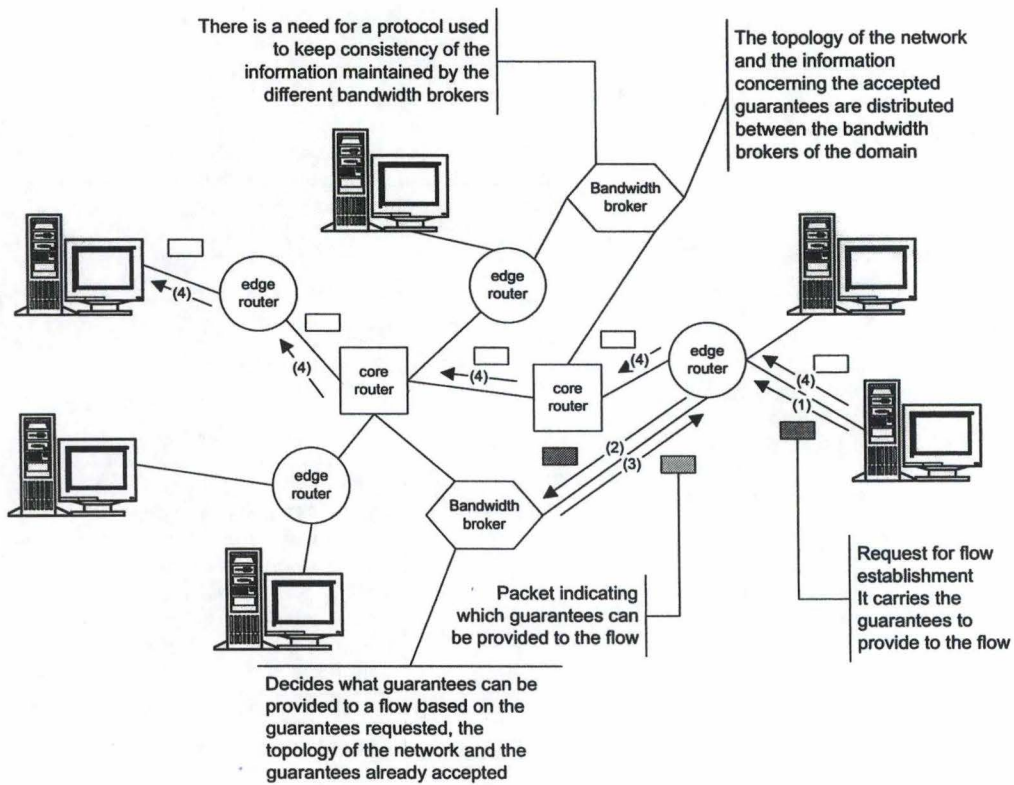 There is a need for a protocol used
to keep consistency of the
information maintained by the
different bandwidth brokers
The topology of the network
and the information
concerning the accepted
guarantees are distributed
between the bandwidth
brokers of the domain
Bandwidth
broker
edge
router
(4)
edge
router
(4)
core
router
(4)
core
router
(4)
edge
router
(4)
(1)
(2)
(3)
edge
router
Bandwidth
broker
Packet indicating
which guarantees can
be provided to the flow
Request for flow
establishment
It carries the
guarantees to
provide to the flow
Decides what guarantees can be
provided to a flow based on the
guarantees requested, the
topology of the network and the
guarantees already accepted